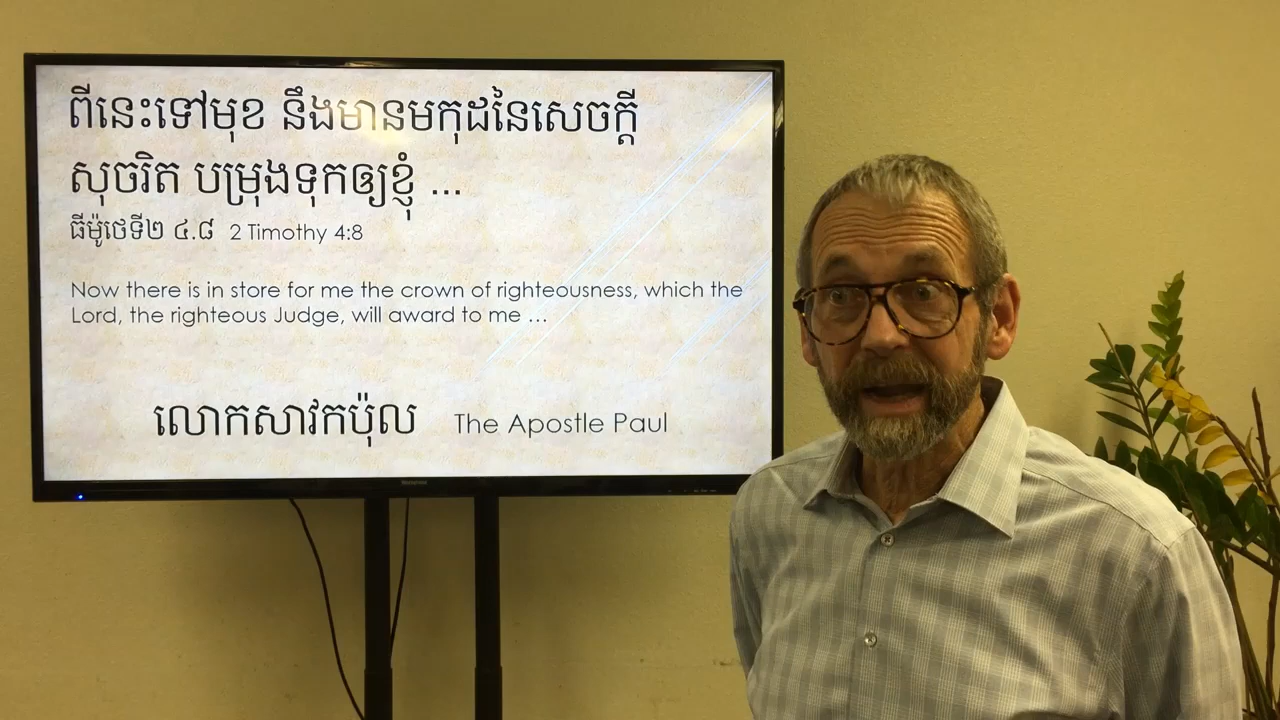 ពីនេះទៅមុខ នឹងមានមកុដនៃសេចក្ដី
សុចរិត បម្រុងទុកឲ្យខ្ញុំ ...
ធីម៉ូថេទី២ ៤.៨ 2 Timothy 4:8
Now there is in store for me the crown of righteousness, which the
Lord, the righteous Judge, will award to me ...
លោកសាវកប៉ុល The Apostle Paul